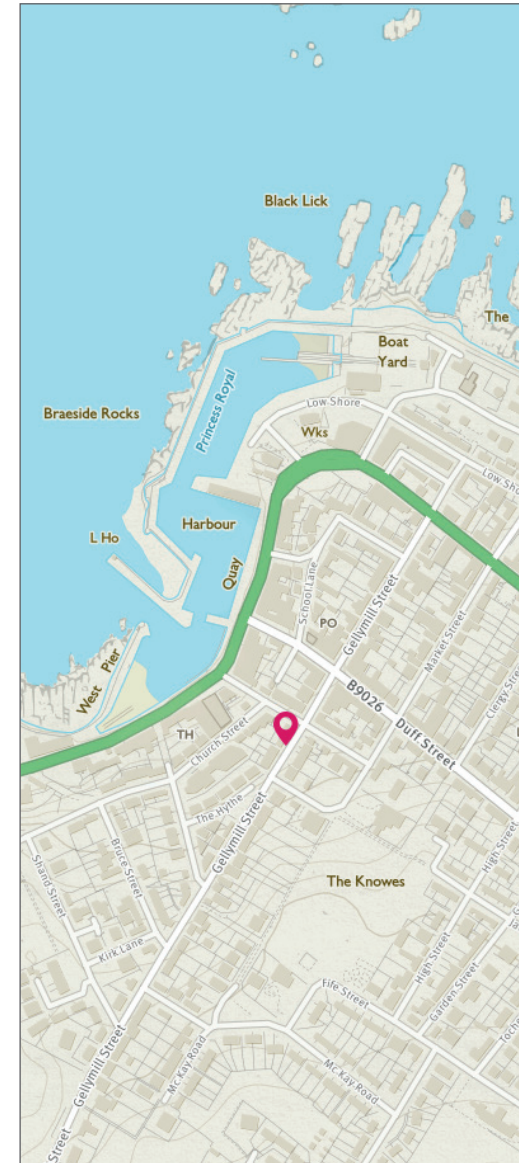 Black Lick
The
Boat
Yard
Princess Royal
Low Shore
Braeside Rocks
Wks
Low Sho
Harbour
L Ho
Quay
School Lane
PO
Gellymill Street
Market Street
West Pier
B9026
Duff Street
Clergy Stre
TH
Church Street
The Hythe
Gellymill Street
The Knowes
Bruce Street
Shand Street
High Street
Kirk Lane
High Street
Garden Street
Fife Street
Toch
McKay Road
Gellymill Street
McKay Road
Street